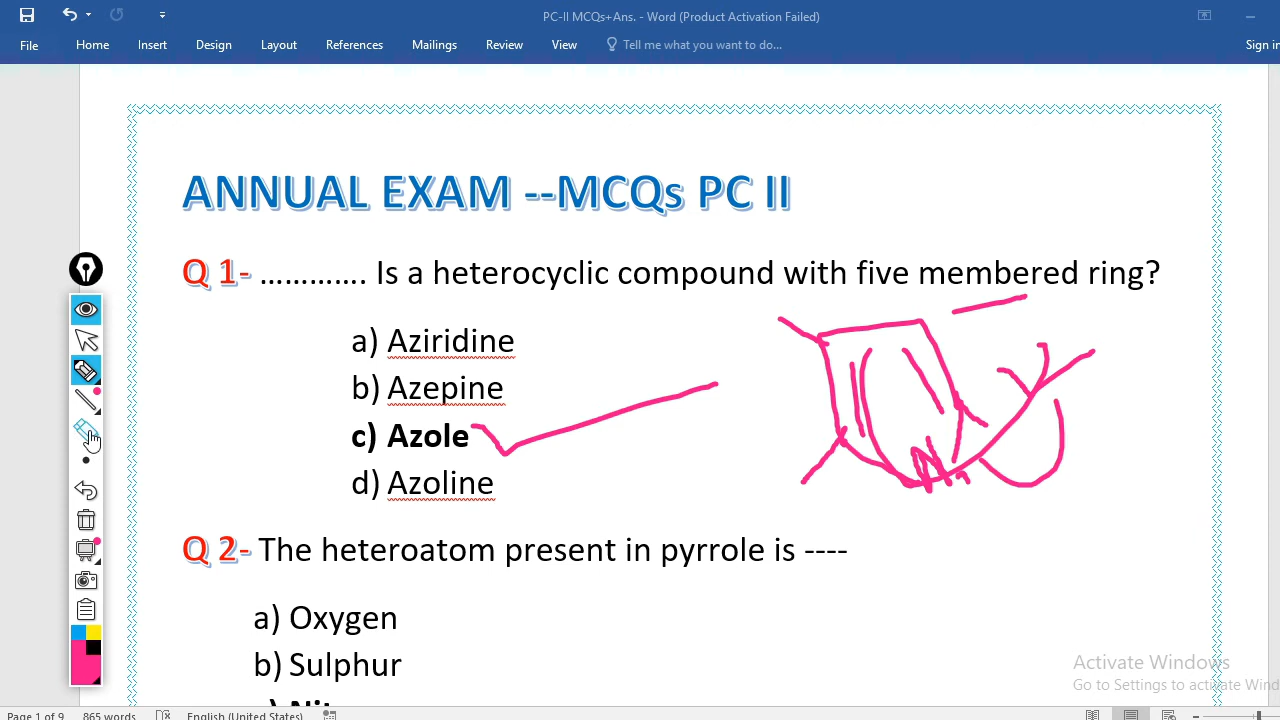 PC-II MCQs+Ans. - Word (Product Activation Failed)
File Home Insert Design Layout References Mailings Review View Tell me what you want to do... Sign in
ANNUAL EXAM --MCQs PC II
Q 1- …………. Is a heterocyclic compound with five membered ring?
a) Aziridine
b) Azepine
c) Azole
d) Azoline
Q 2- The heteroatom present in pyrrole is ----
a) Oxygen
b) Sulphur
Activate Windows
Go to Settings to activate Wind
Page 1 of 9 865 words English (United States)